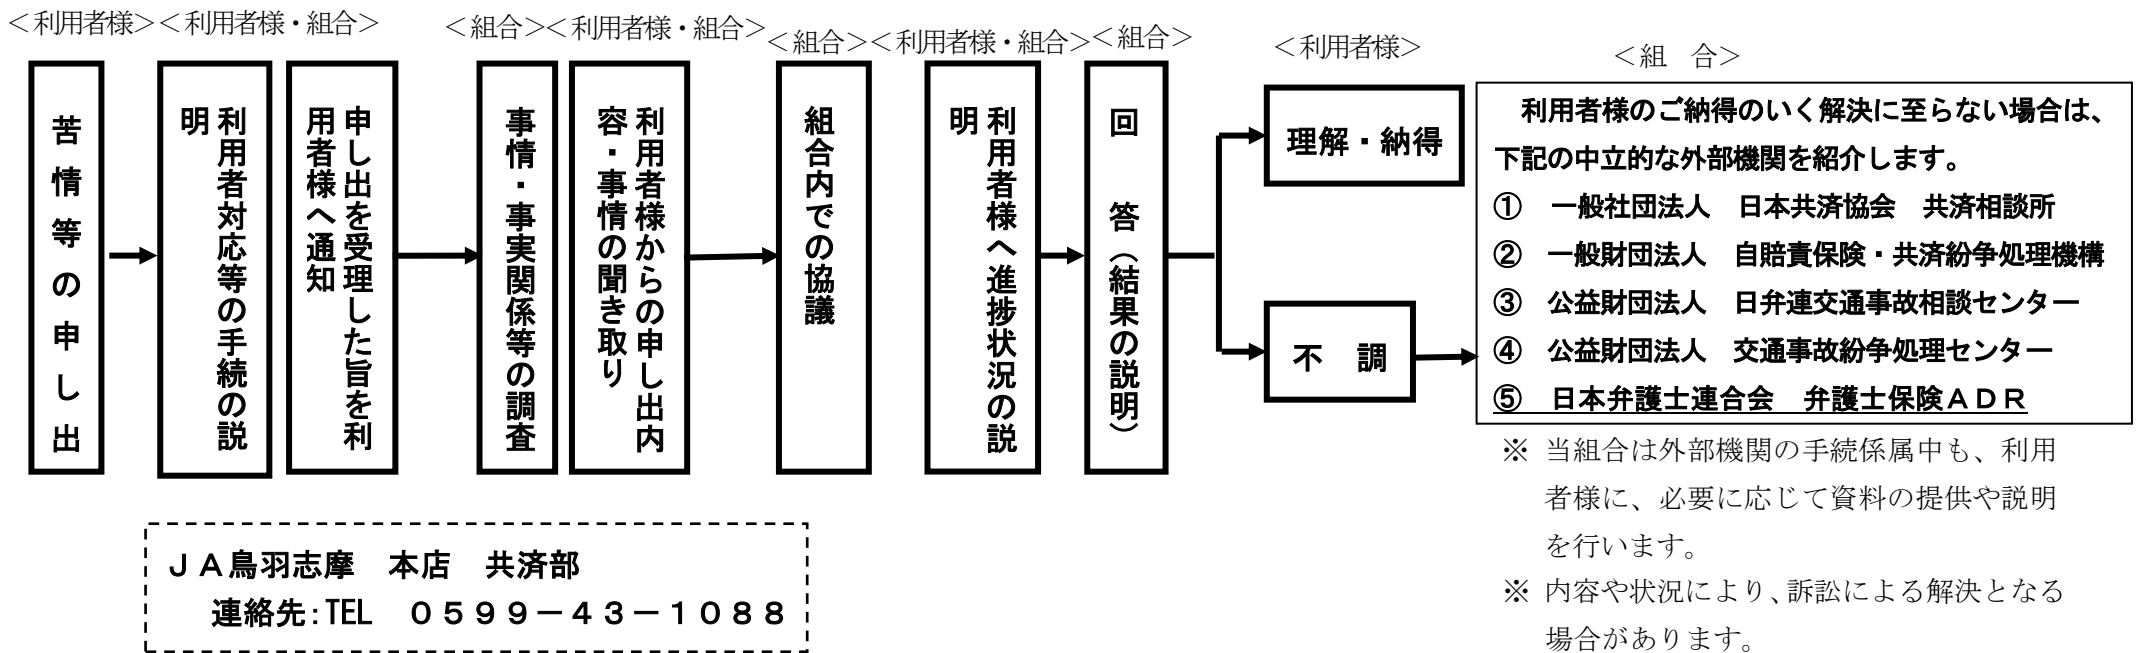 ＜利用者様＞
＜利用者様・組合＞
＜組合＞
＜利用者様・組合＞
＜組合＞
＜利用者様・組合＞
＜組合＞
＜利用者様＞
＜組　合＞
苦情等の申し出
利用者対応等の手続の説
明
申し出を受理した旨を利
用者様へ通知
事情・事実関係等の調査
利用者様からの申し出内
容・事情の聞き取り
組合内での協議
利用者様へ進捗状況の説
明
回　答（結果の説明）
理解・納得
不　調
利用者様のご納得のいく解決に至らない場合は、
下記の中立的な外部機関を紹介します。
①　一般社団法人　日本共済協会　共済相談所
②　一般財団法人　自賠責保険・共済紛争処理機構
③　公益財団法人　日弁連交通事故相談センター
④　公益財団法人　交通事故紛争処理センター
⑤　日本弁護士連合会　弁護士保険ＡＤＲ
※ 当組合は外部機関の手続係属中も、利用
者様に、必要に応じて資料の提供や説明
を行います。
※ 内容や状況により、訴訟による解決となる
場合があります。
ＪＡ鳥羽志摩　本店　共済部
連絡先：TEL　０５９９－４３－１０８８